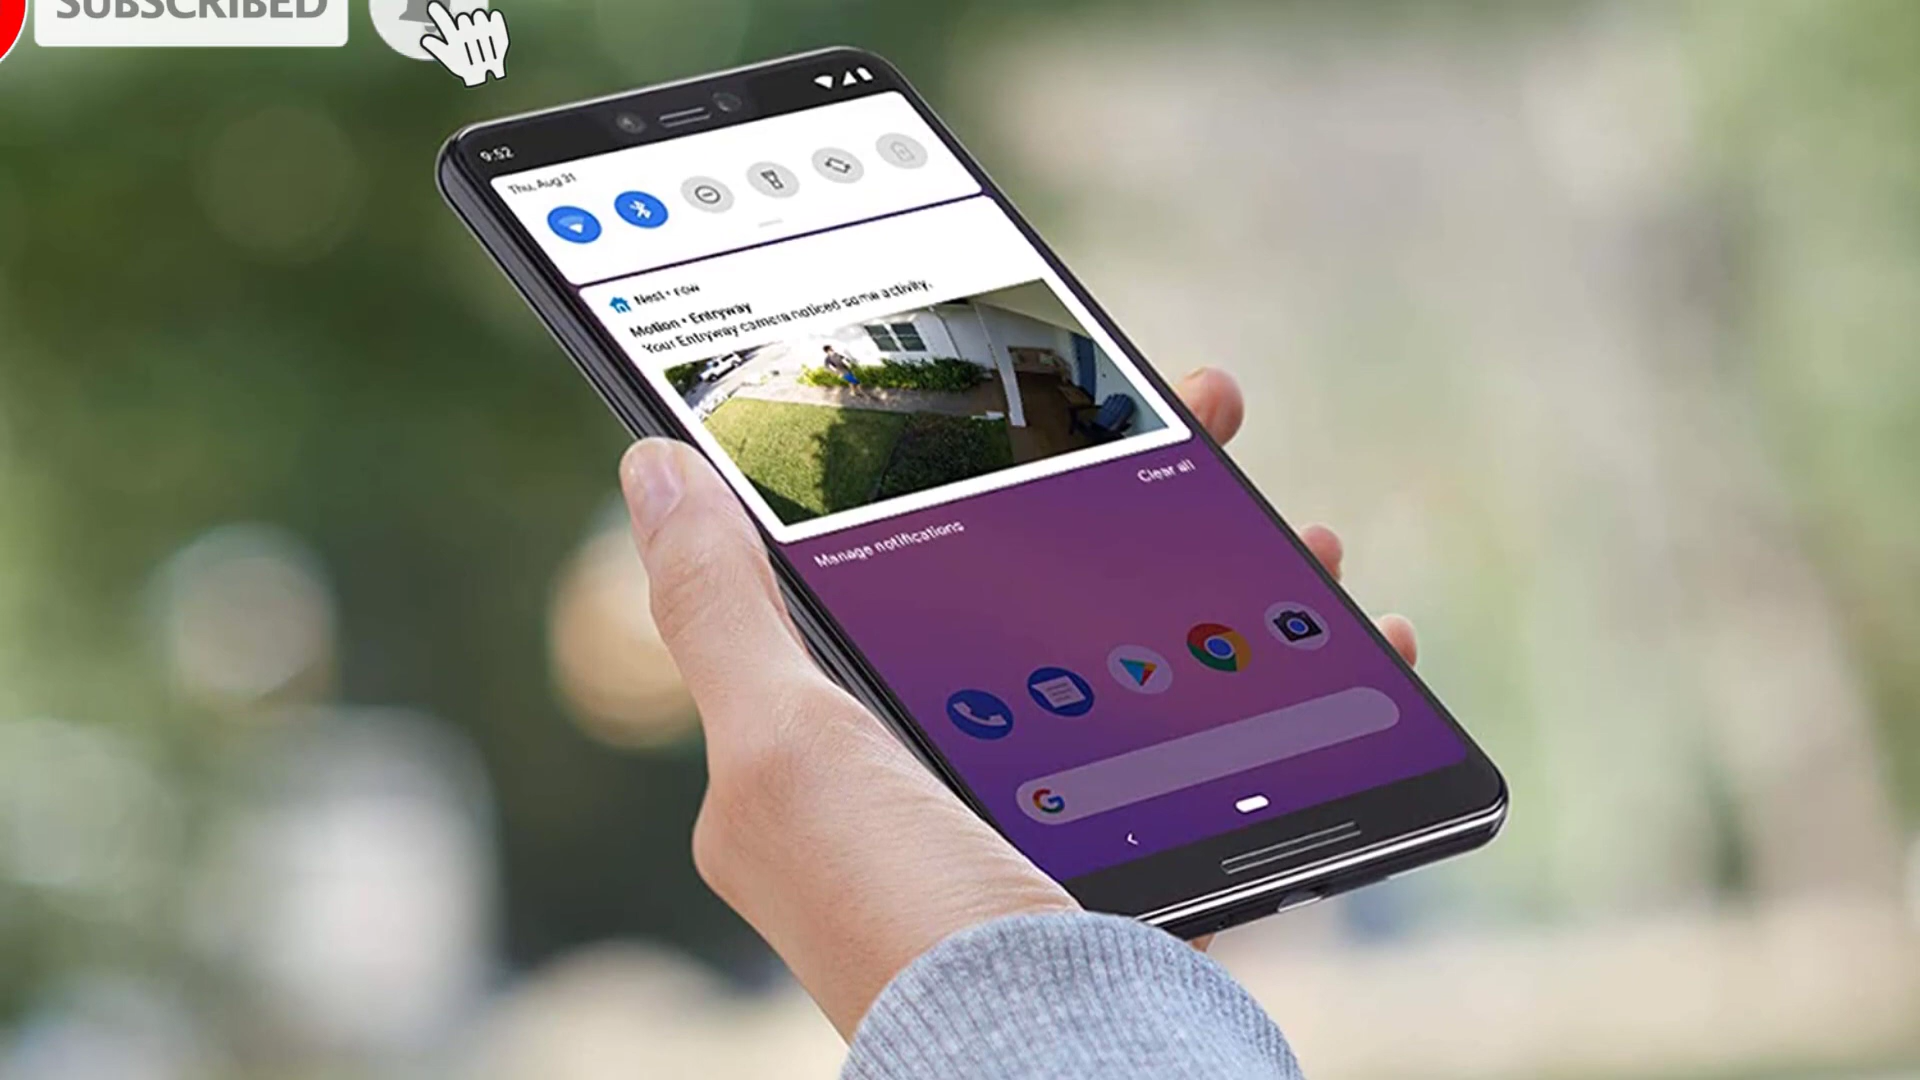 SUBSCRIBED
9:52
Thu, Aug 31
Nest •
Motion • Entryway
Your Entryway camera noticed some activity.
Clear all
Manage notifications